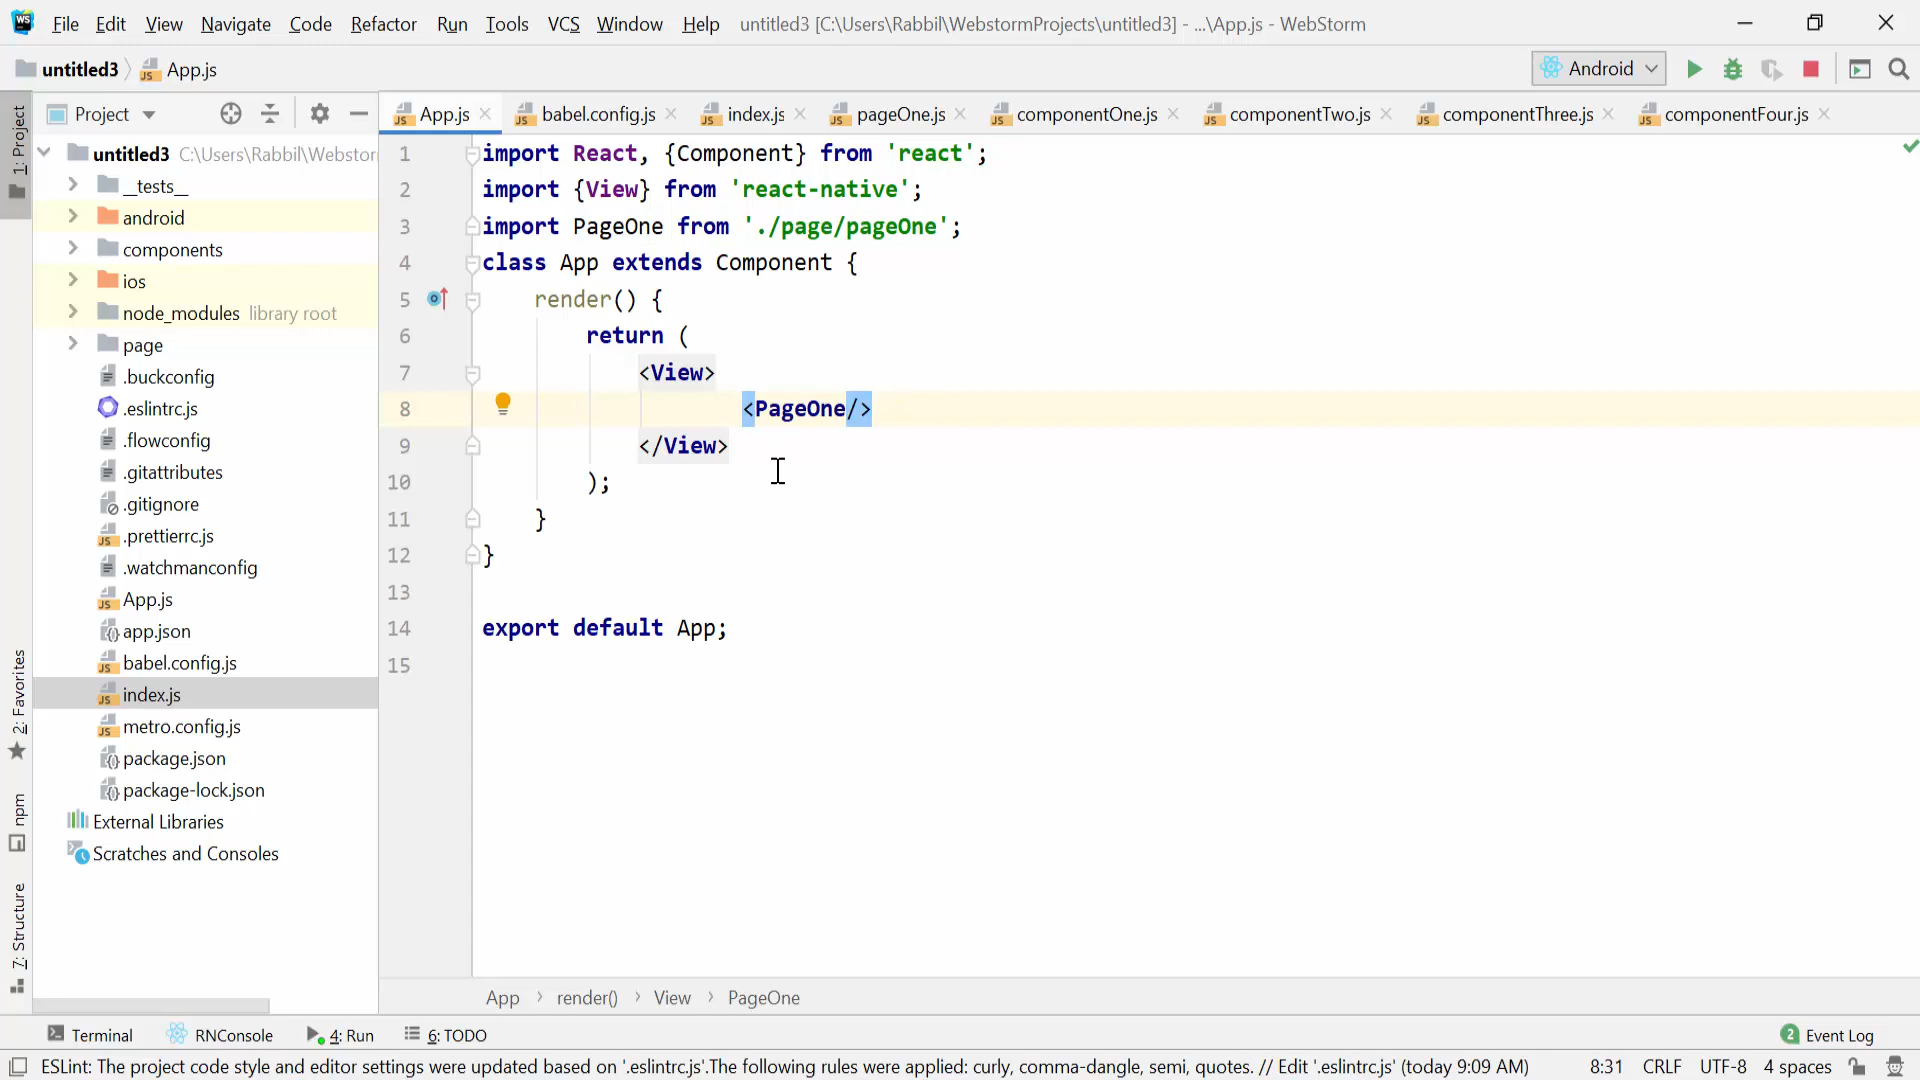 File Edit View Navigate Code Refactor Run Tools VCS Window Help untitled3 [C:\Users\Rabbil\WebstormProjects\untitled3] - ...\App.js - WebStorm
untitled3 App.js Android
Project
App.js babel.config.js index.js pageOne.js componentOne.js componentTwo.js componentThree.js componentFour.js
1: Project
2: Favorites
npm
7: Structure
untitled3 C:\Users\Rabbil\Webstor
__tests__
android
components
ios
node_modules library root
page
.buckconfig
.eslintrc.js
.flowconfig
.gitattributes
.gitignore
.prettierrc.js
.watchmanconfig
App.js
app.json
babel.config.js
index.js
metro.config.js
package.json
package-lock.json
External Libraries
Scratches and Consoles
1 import React, {Component} from 'react';
2 import {View} from 'react-native';
3 import PageOne from './page/pageOne';
4 class App extends Component {
5 render() {
6 return (
7 <View>
8 <PageOne/>
9 </View>
10 );
11 }
12 }
13
14 export default App;
15
App render() View PageOne
Terminal RNConsole 4: Run 6: TODO 2 Event Log
ESLint: The project code style and editor settings were updated based on '.eslintrc.js'.The following rules were applied: curly, comma-dangle, semi, quotes. // Edit '.eslintrc.js' (today 9:09 AM) 8:31 CRLF UTF-8 4 spaces